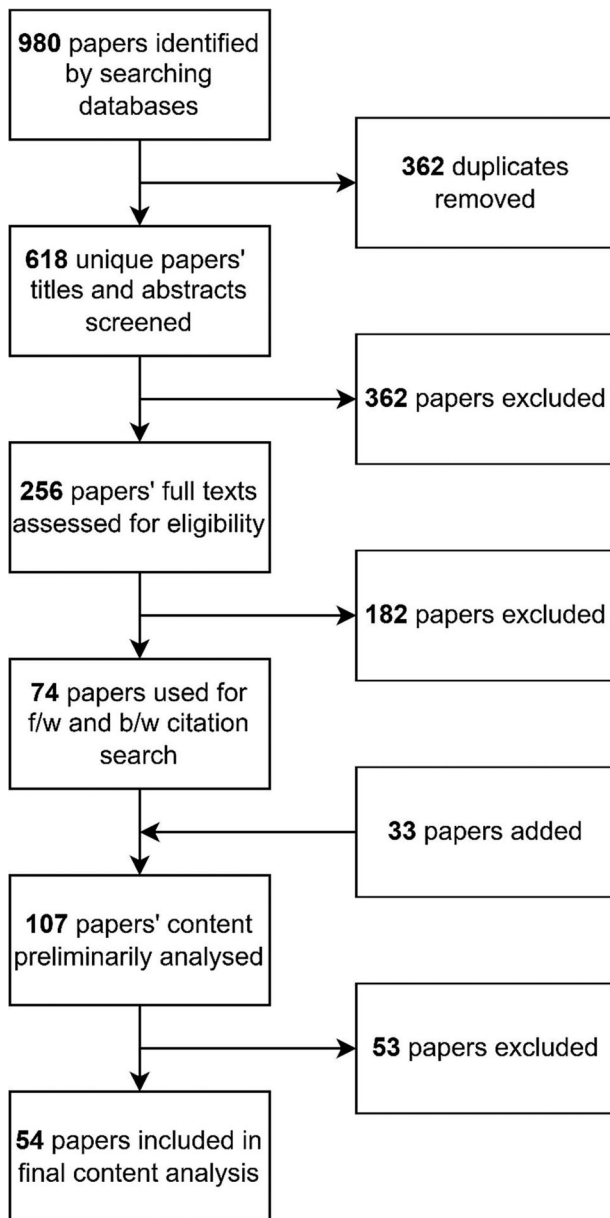 980 papers identified
by searching
databases
362 duplicates
removed
618 unique papers'
titles and abstracts
screened
362 papers excluded
256 papers' full texts
assessed for eligibility
182 papers excluded
74 papers used for
f/w and b/w citation
search
33 papers added
107 papers' content
preliminarily analysed
53 papers excluded
54 papers included in
final content analysis